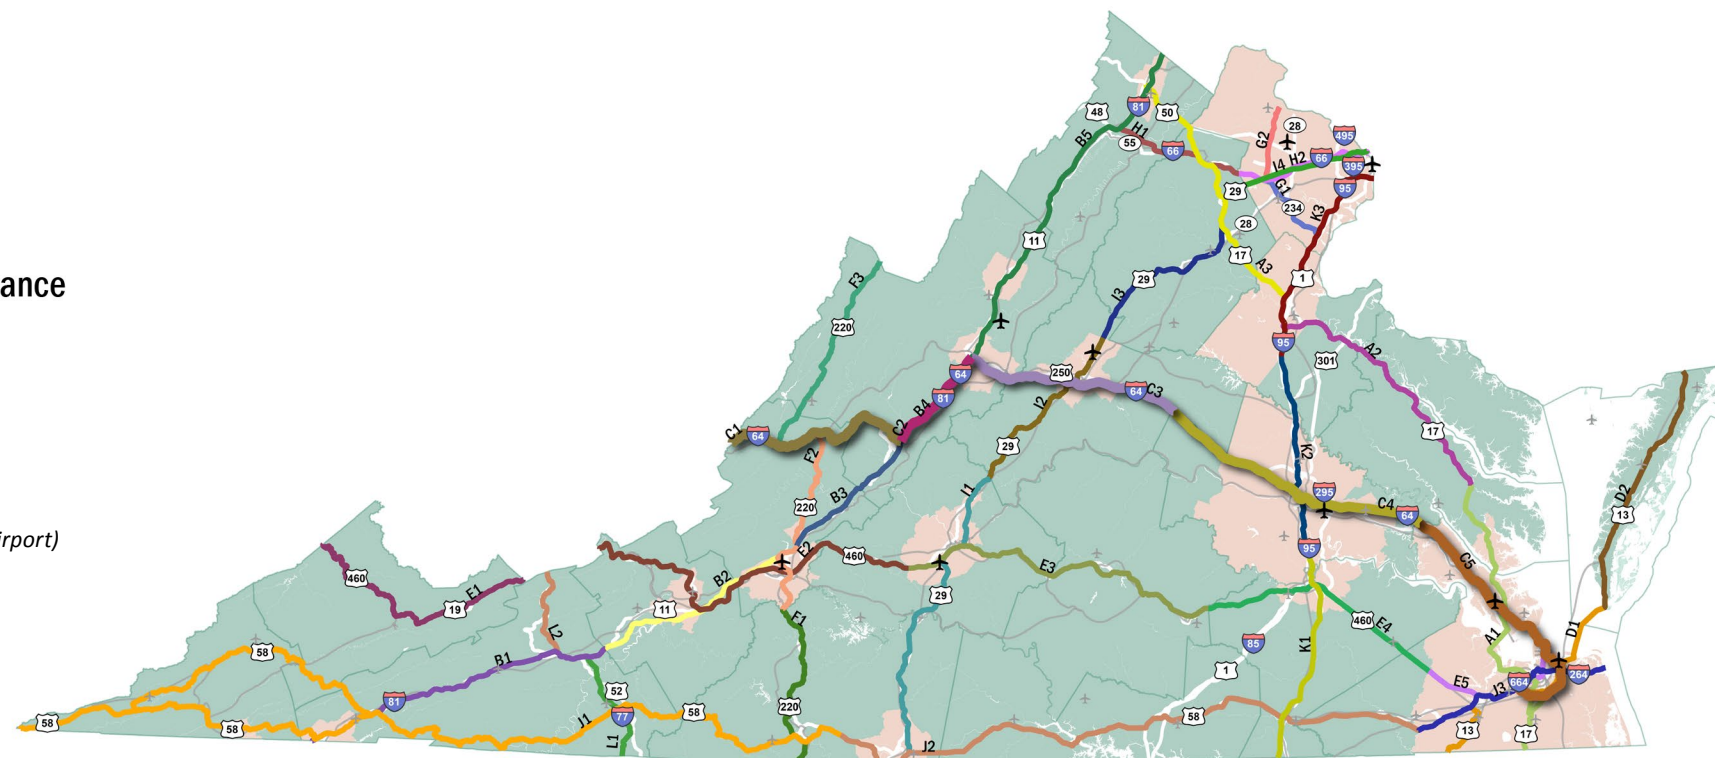 ance
irport)
48
81
50
B5
H1
55
66
G2
28
495
I4
H2
66
395
29
G1
95
234
K3
28
11
17
A3
29
1
I3
F3
220
95
A2
301
64
250
81
64
C3
B4
C1
64
C2
I2
17
29
K2
F2
B3
I1
295
D2
220
C4
64
13
95
460
E2
460
E3
C5
B2
E1
29
19
11
F1
460
E4
A1
D1
L2
85
K1
58
B1
1
52
E5
J3
664
264
81
58
J1
77
58
220
58
58
13
17
L1
J2